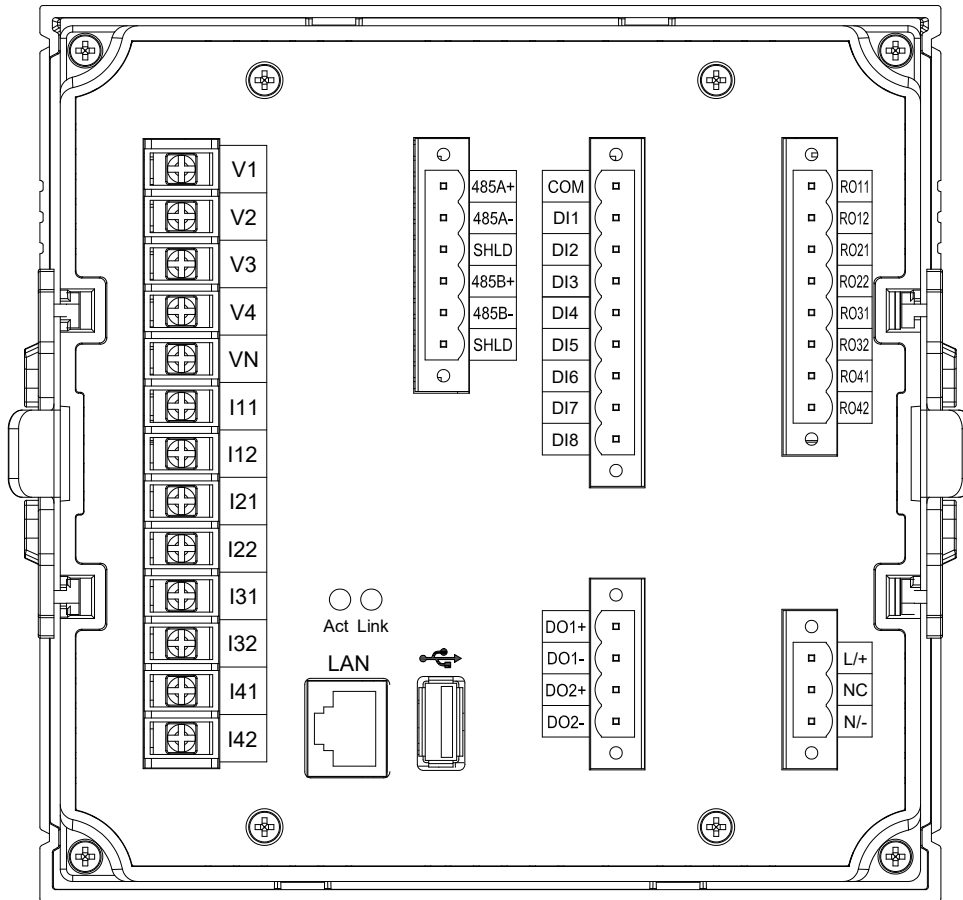 V1
V2
V3
V4
VN
I11
I12
I21
I22
I31
I32
I41
I42
485A+
485A-
SHLD
485B+
485B-
SHLD
COM
DI1
DI2
DI3
DI4
DI5
DI6
DI7
DI8
RO11
RO12
RO21
RO22
RO31
RO32
RO41
RO42
Act Link
LAN
DO1+
DO1-
DO2+
DO2-
L/+
NC
N/-